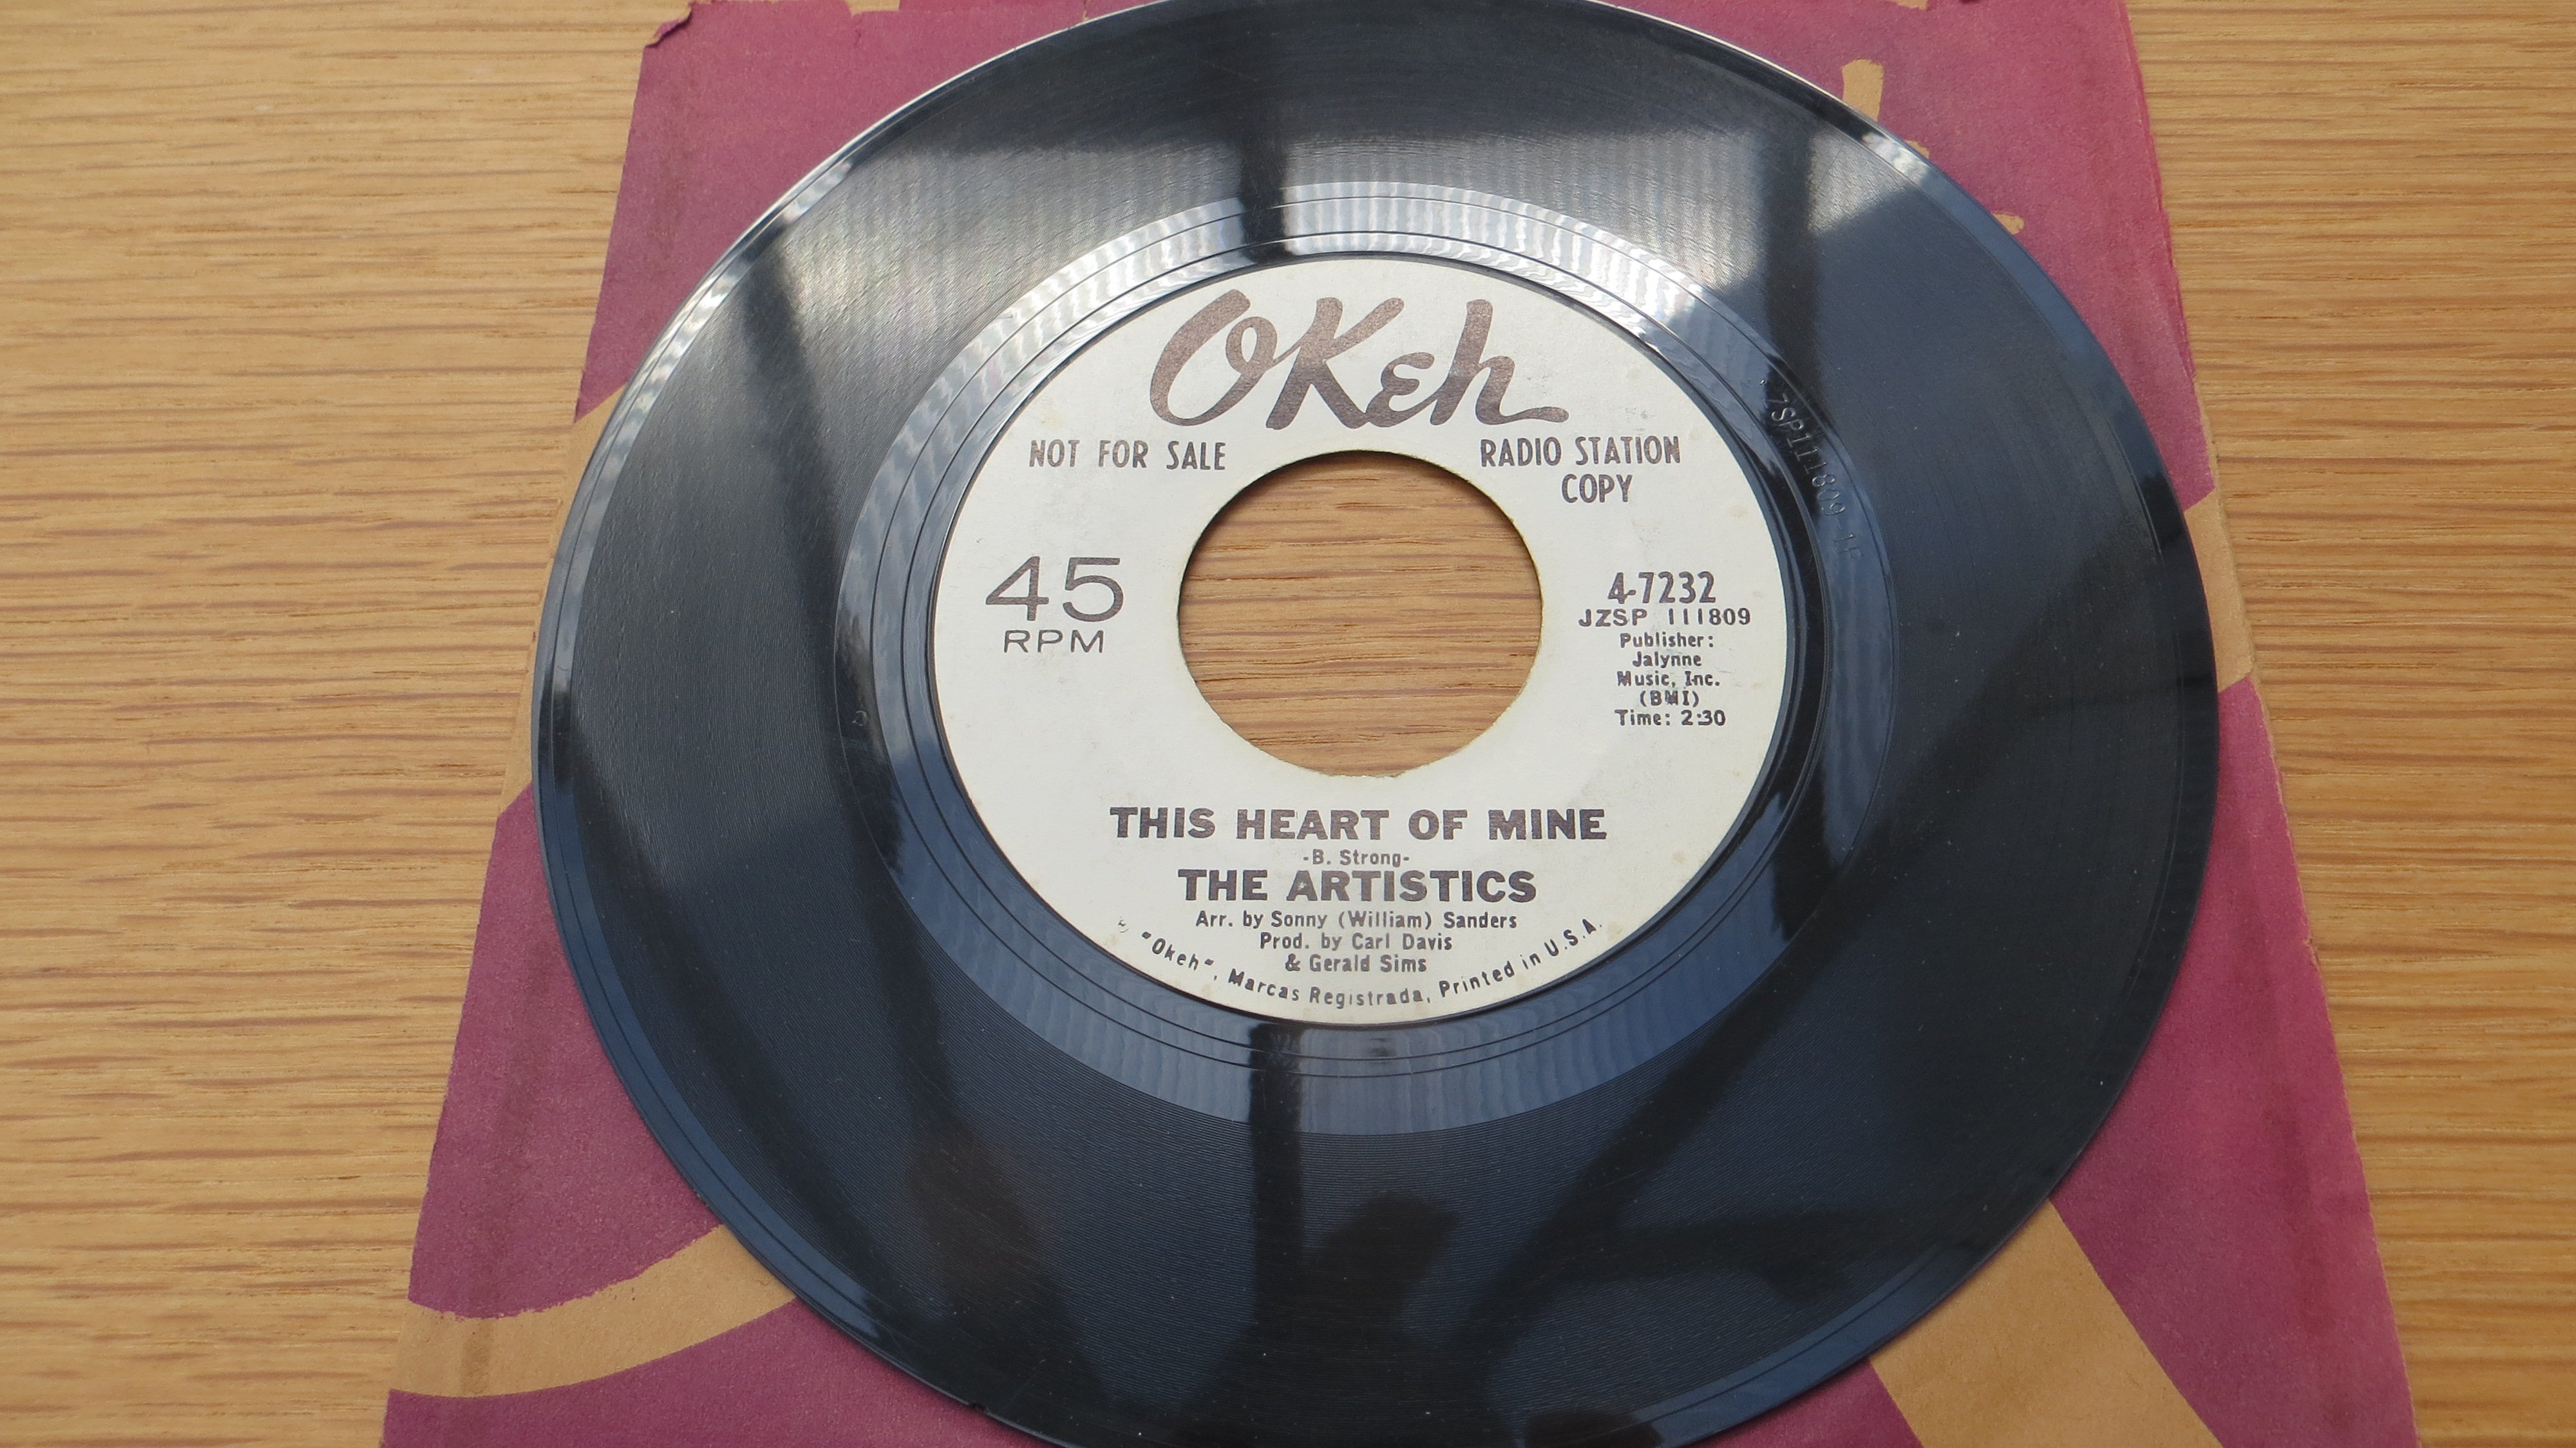 OKeh
NOT FOR SALE
RADIO STATION
COPY
45
RPM
4-7232
JZSP 111809
Publisher:
Jalynne
Music, Inc.
(BMI)
Time: 2:30
THIS HEART OF MINE
-B. Strong-
THE ARTISTICS
Arr. by Sonny (William) Sanders
Prod. by Carl Davis
& Gerald Sims
"Okeh", Marcas Registrada, Printed in U.S.A.